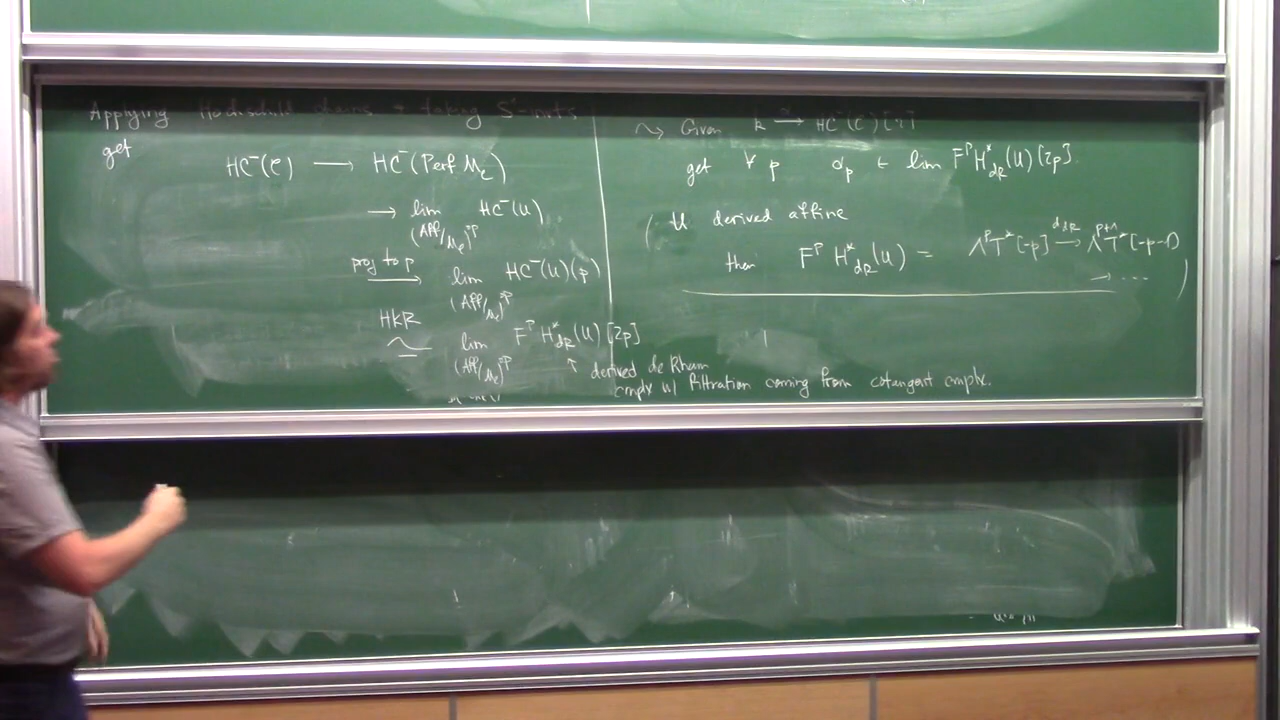 Applying Hochschild chains + taking S¹-invts
get
HC⁻(C) → HC⁻(Perf M_C)
→ lim HC⁻(U)
(Aff/M_C)^op
proj to p → lim HC⁻(U)(p)
(Aff/M_C)^op
HKR ≃ lim F^p H*_dR(U)[2p]
(Aff/M_C)^op
↑ derived de Rham
cmplx w/ filtration coming from cotangent cmplx.
⇝ Given k → HC⁻(C)
get ∀ p α_p ∈ lim F^p H*_dR(U)[2p]
( U derived affine
then F^p H*_dR(U) = Λ^p T*[-p] →^{d_dR} Λ^{p+1} T*[-p-1]
→ .... )